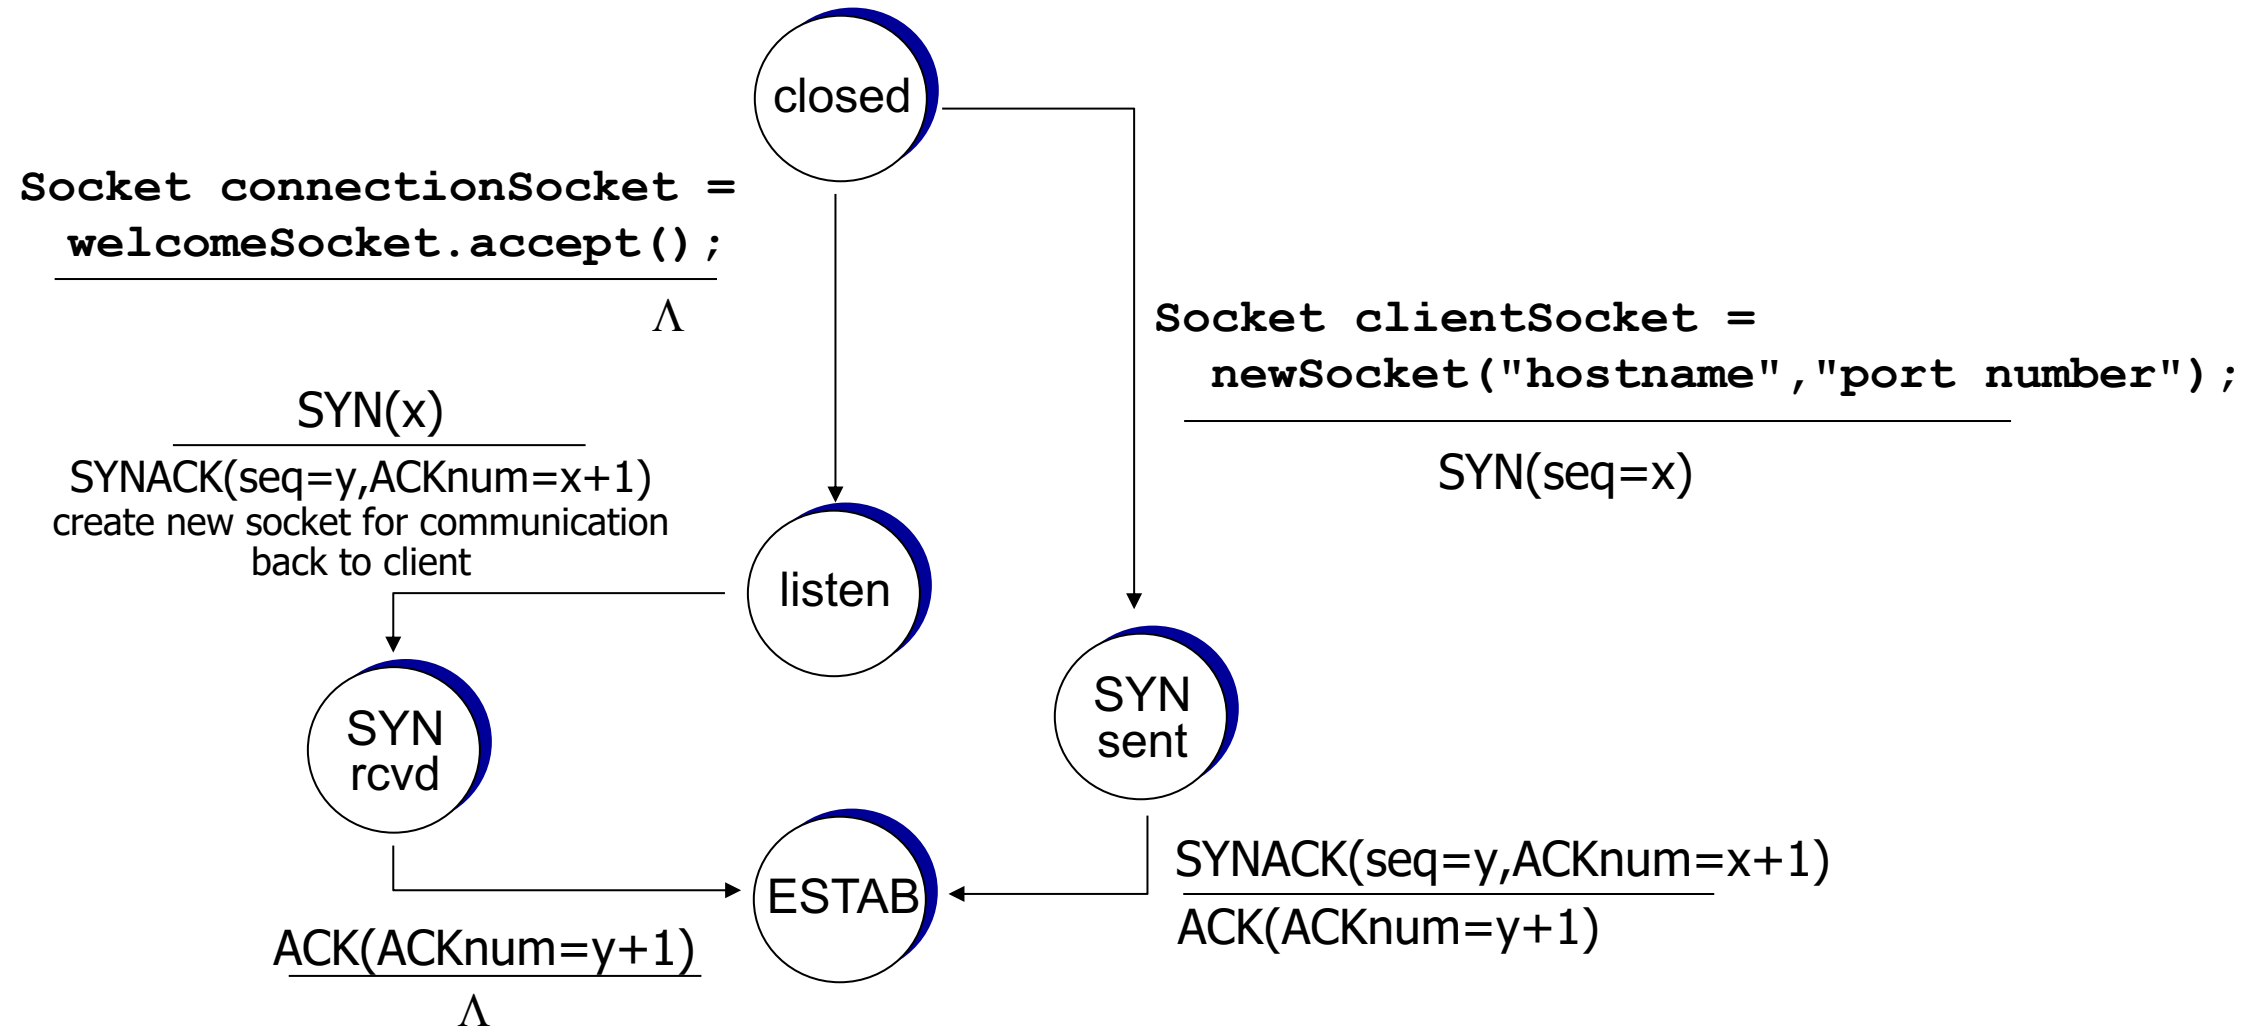 closed
Socket connectionSocket =
welcomeSocket.accept();
Λ
Socket clientSocket =
newSocket("hostname","port number");
SYN(seq=x)
SYN(x)
SYNACK(seq=y,ACKnum=x+1)
create new socket for communication
back to client
listen
SYN
rcvd
SYN
sent
ESTAB
SYNACK(seq=y,ACKnum=x+1)
ACK(ACKnum=y+1)
ACK(ACKnum=y+1)
Λ